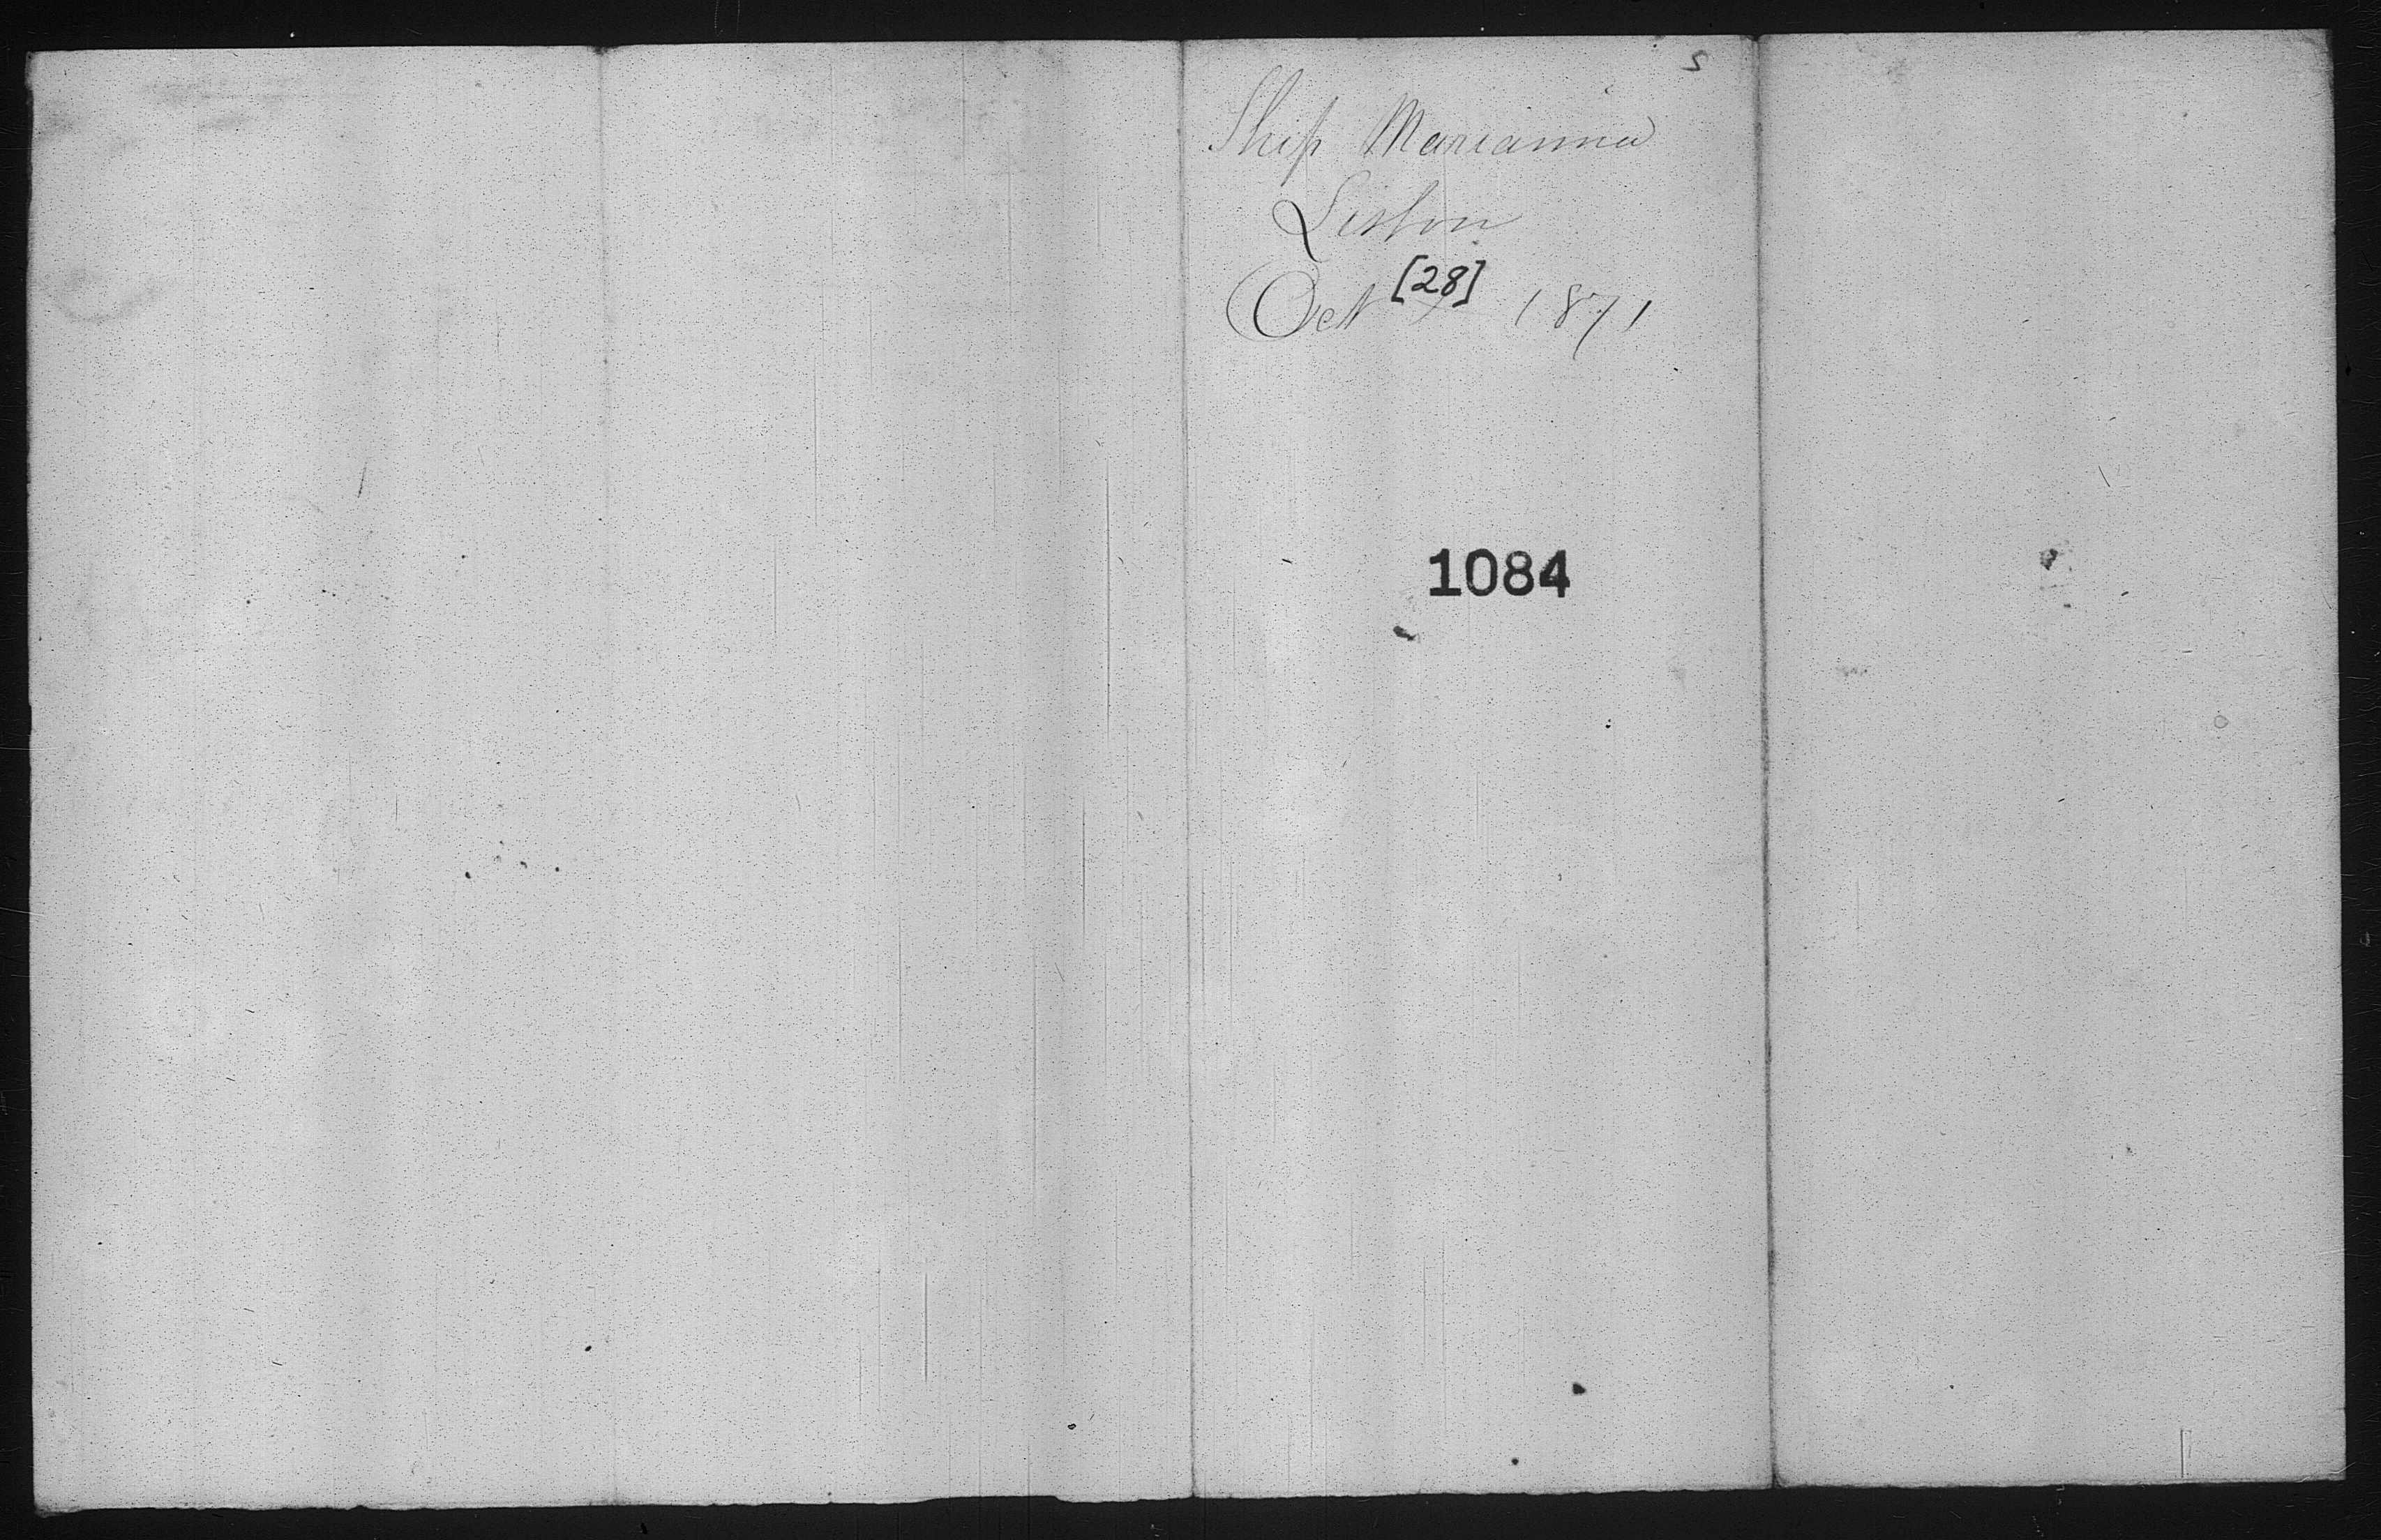 S
Ship Marianna
Lisbon
Oct [28] 1871
1084